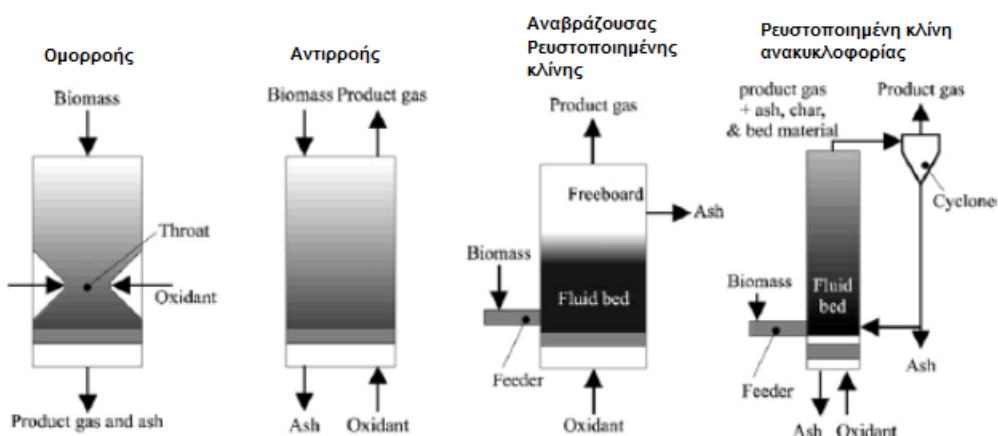 Ομορροής
Biomass
Throat
Oxidant
Product gas and ash
Αντιρροής
Biomass Product gas
Ash Oxidant
Αναβράζουσας
Ρευστοποιημένης
κλίνης
Product gas
Freeboard
Ash
Biomass
Fluid bed
Feeder
Oxidant
Ρευστοποιημένη κλίνη
ανακυκλοφορίας
product gas
+ ash, char,
& bed material
Product gas
Cyclone
Biomass
Fluid
bed
Feeder
Ash
Ash Oxidant